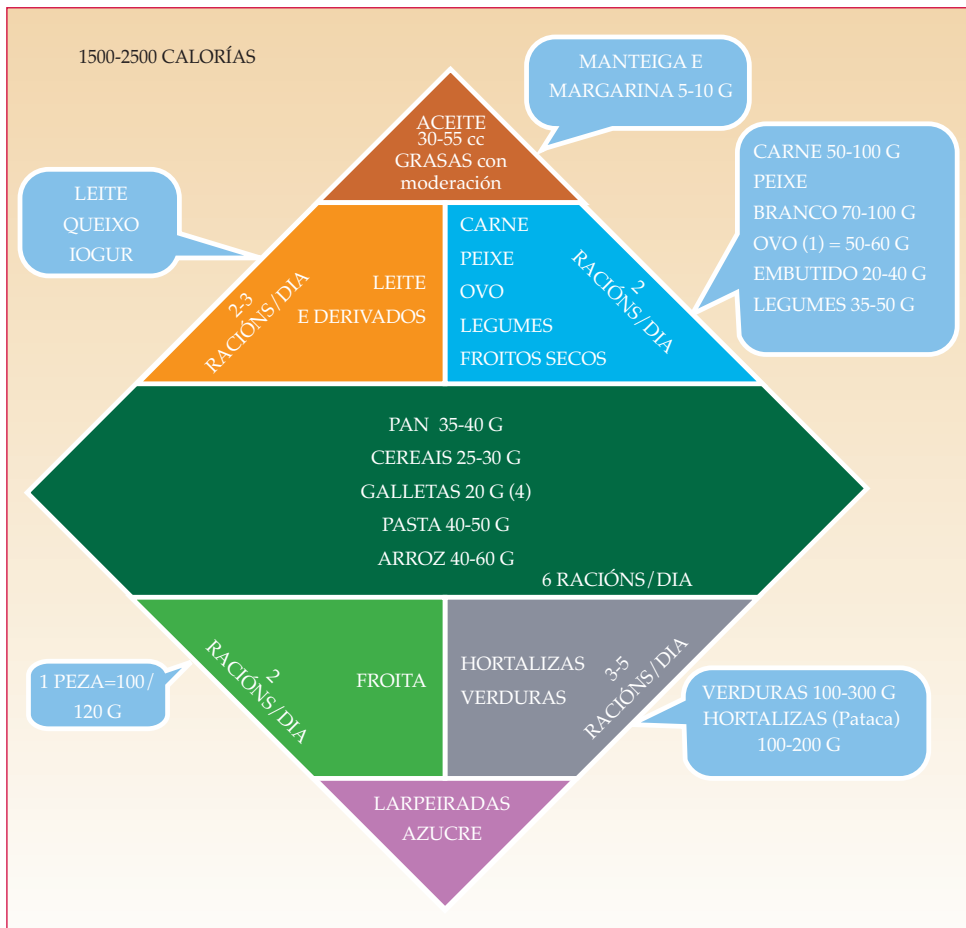 1500-2500 CALORÍAS
MANTEIGA E
MARGARINA 5-10 G
ACEITE
30-55 cc
GRASAS con
moderación
CARNE 50-100 G
PEIXE
BRANCO 70-100 G
OVO (1) = 50-60 G
EMBUTIDO 20-40 G
LEGUMES 35-50 G
LEITE
QUEIXO
IOGUR
2-3
RACIÓNS/DIA
LEITE
E DERIVADOS
CARNE
PEIXE
OVO
LEGUMES
FROITOS SECOS
2
RACIÓNS/DIA
PAN 35-40 G
CEREAIS 25-30 G
GALLETAS 20 G (4)
PASTA 40-50 G
ARROZ 40-60 G
6 RACIÓNS/DIA
1 PEZA=100/
120 G
2
RACIÓNS/DIA
FROITA
HORTALIZAS
VERDURAS
3-5
RACIÓNS/DIA
VERDURAS 100-300 G
HORTALIZAS (Pataca)
100-200 G
LARPEIRADAS
AZUCRE